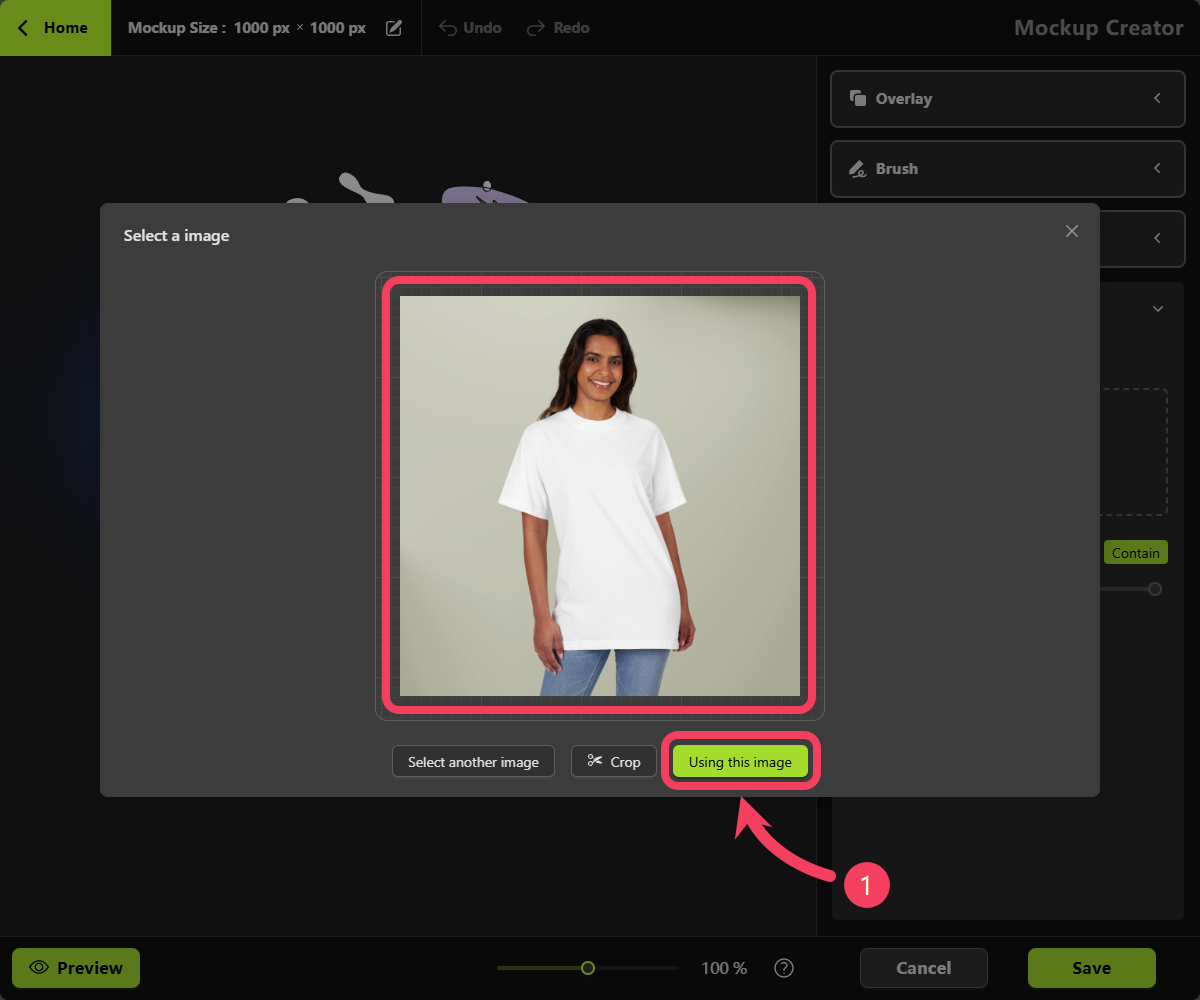 Home
Mockup Size : 1000 px × 1000 px
Undo
Redo
Mockup Creator
Overlay
Brush
Select a image
Contain
Select another image
Crop
Using this image
1
Preview
100 %
?
Cancel
Save